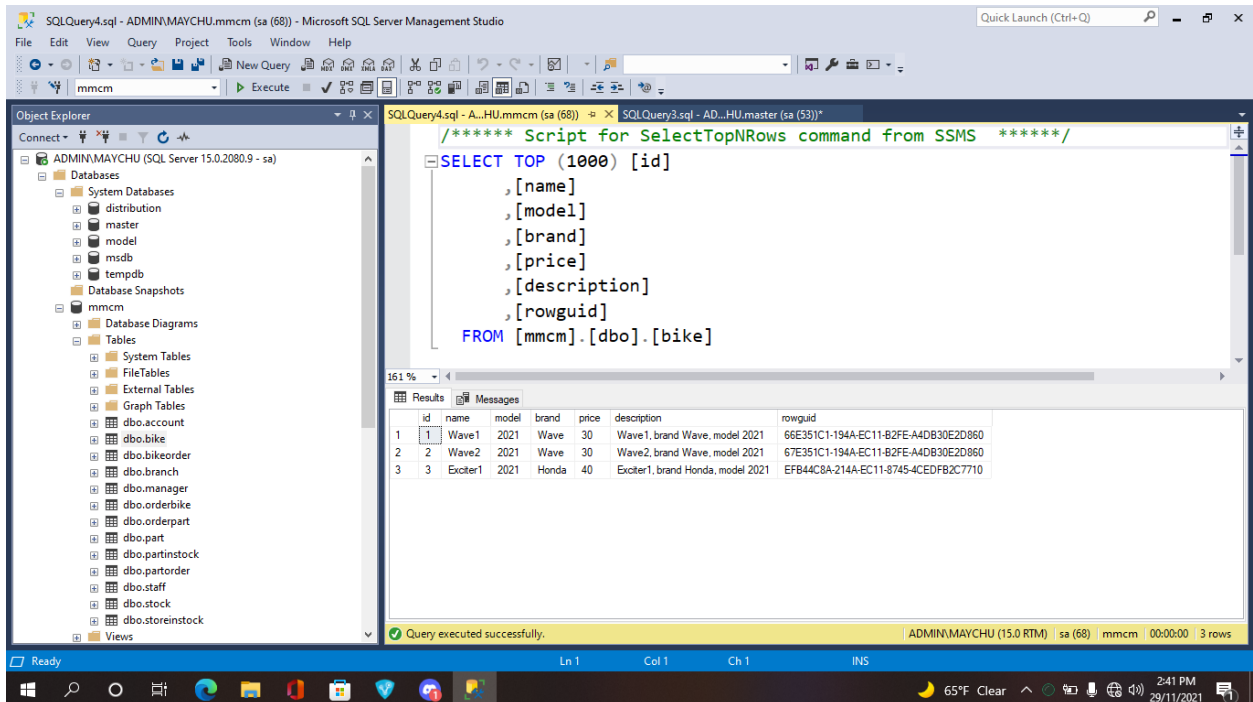 SQLQuery4.sql - ADMIN\MAYCHU.mmcm (sa (68)) - Microsoft SQL Server Management Studio
Quick Launch (Ctrl+Q)
File Edit View Query Project Tools Window Help
New Query
mmcm
Execute
Object Explorer
SQLQuery4.sql - A...HU.mmcm (sa (68))
SQLQuery3.sql - AD...HU.master (sa (53))*
Connect
ADMIN\MAYCHU (SQL Server 15.0.2080.9 - sa)
Databases
System Databases
distribution
master
model
msdb
tempdb
Database Snapshots
mmcm
Database Diagrams
Tables
System Tables
FileTables
External Tables
Graph Tables
dbo.account
dbo.bike
dbo.bikeorder
dbo.branch
dbo.manager
dbo.orderbike
dbo.orderpart
dbo.part
dbo.partinstock
dbo.partorder
dbo.staff
dbo.stock
dbo.storeinstock
Views
/****** Script for SelectTopNRows command from SSMS ******/
SELECT TOP (1000) [id]
,[name]
,[model]
,[brand]
,[price]
,[description]
,[rowguid]
FROM [mmcm].[dbo].[bike]
161 %
Results Messages
id name model brand price description rowguid
1 1 Wave1 2021 Wave 30 Wave1, brand Wave, model 2021 66E351C1-194A-EC11-B2FE-A4DB30E2D860
2 2 Wave2 2021 Wave 30 Wave2, brand Wave, model 2021 67E351C1-194A-EC11-B2FE-A4DB30E2D860
3 3 Exciter1 2021 Honda 40 Exciter1, brand Honda, model 2021 EFB44C8A-214A-EC11-8745-4CEDFB2C7710
Query executed successfully.
ADMIN\MAYCHU (15.0 RTM) sa (68) mmcm 00:00:00 3 rows
Ready
Ln 1 Col 1 Ch 1 INS
65°F Clear
2:41 PM
29/11/2021